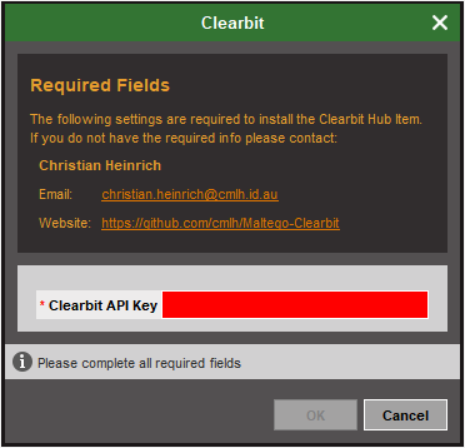 Clearbit
Required Fields
The following settings are required to install the Clearbit Hub Item.
If you do not have the required info please contact:
Christian Heinrich
Email: christian.heinrich@cmlh.id.au
Website: https://github.com/cmlh/Maltego-Clearbit
* Clearbit API Key
Please complete all required fields
OK Cancel